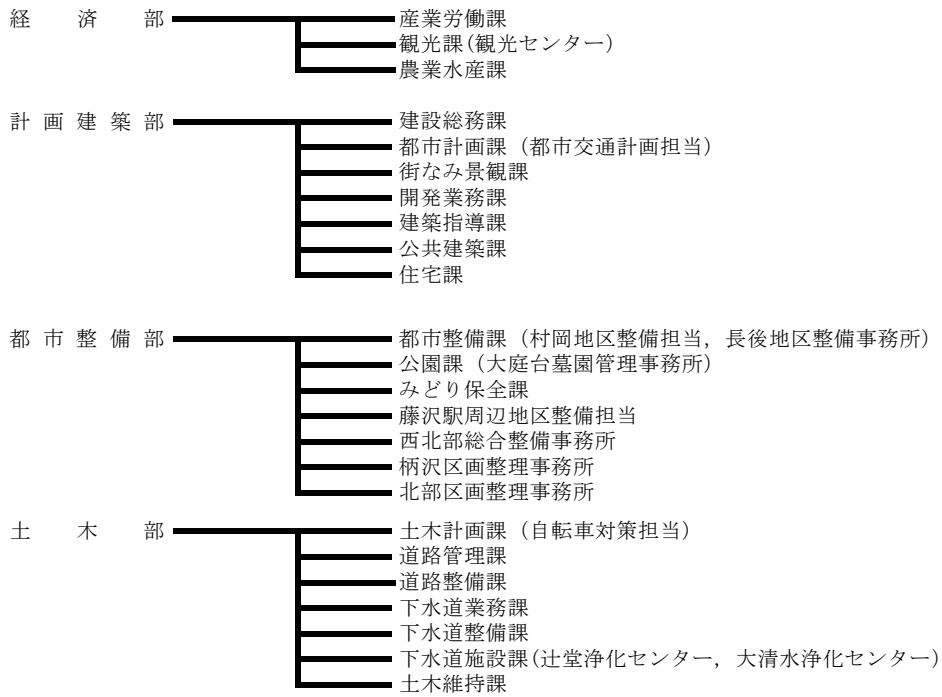 経済部 産業労働課
観光課(観光センター)
農業水産課
計画建築部 建設総務課
都市計画課（都市交通計画担当）
街なみ景観課
開発業務課
建築指導課
公共建築課
住宅課
都市整備部 都市整備課（村岡地区整備担当，長後地区整備事務所）
公園課（大庭台墓園管理事務所）
みどり保全課
藤沢駅周辺地区整備担当
西北部総合整備事務所
柄沢区画整理事務所
北部区画整理事務所
土木部 土木計画課（自転車対策担当）
道路管理課
道路整備課
下水道業務課
下水道整備課
下水道施設課(辻堂浄化センター，大清水浄化センター)
土木維持課